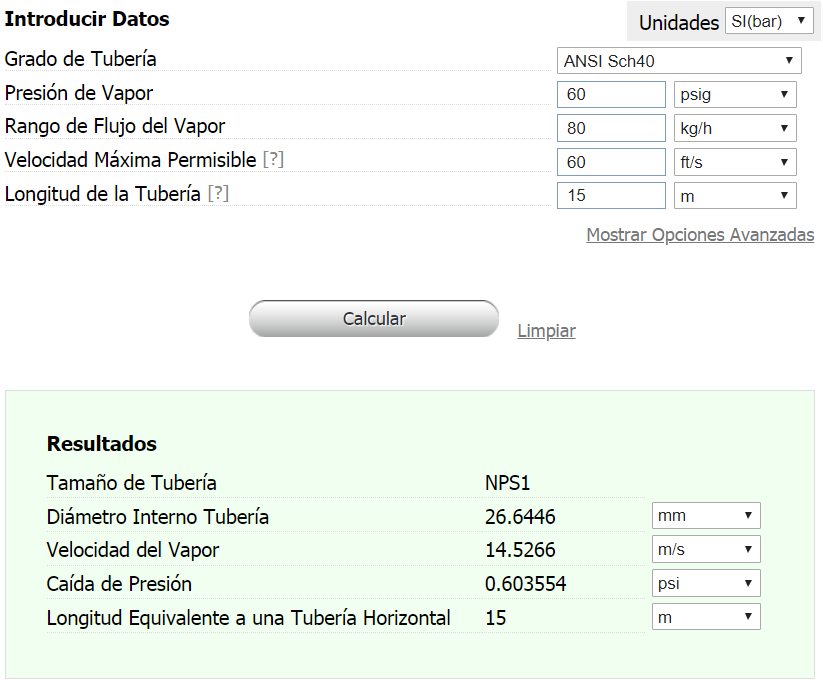 Introducir Datos Unidades SI(bar)
Grado de Tubería ANSI Sch40
Presión de Vapor 60 psig
Rango de Flujo del Vapor 80 kg/h
Velocidad Máxima Permisible [?] 60 ft/s
Longitud de la Tubería [?] 15 m
Mostrar Opciones Avanzadas
Calcular Limpiar
Resultados
Tamaño de Tubería NPS1
Diámetro Interno Tubería 26.6446 mm
Velocidad del Vapor 14.5266 m/s
Caída de Presión 0.603554 psi
Longitud Equivalente a una Tubería Horizontal 15 m